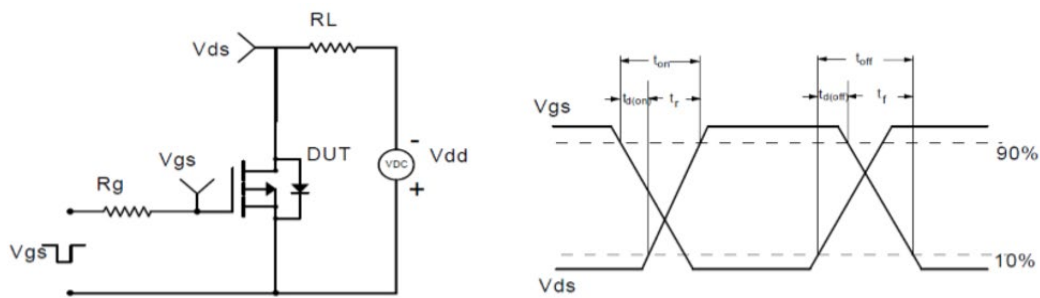 RL
Vds
Vgs
DUT
Rg
VDC
-
+
Vdd
Vgs
ton
toff
td(on)
tr
td(off)
tf
Vgs
90%
10%
Vds